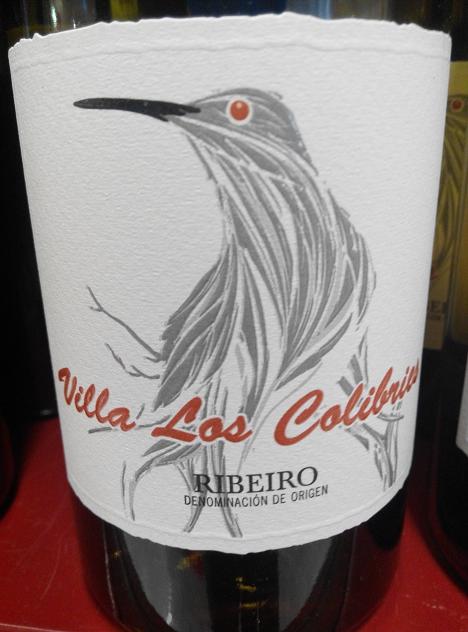 Villa Los Colibries
RIBEIRO
DENOMINACIÓN DE ORIGEN